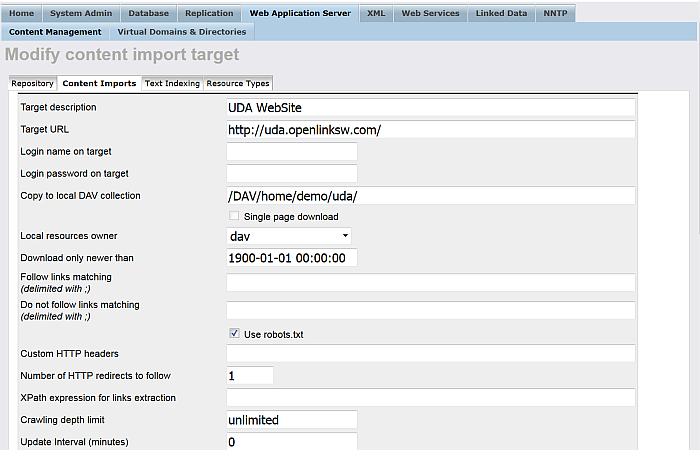 Home System Admin Database Replication Web Application Server XML Web Services Linked Data NNTP
Content Management Virtual Domains & Directories
Modify content import target
Repository Content Imports Text Indexing Resource Types
Target description UDA WebSite
Target URL http://uda.openlinksw.com/
Login name on target
Login password on target
Copy to local DAV collection /DAV/home/demo/uda/
Single page download
Local resources owner dav
Download only newer than 1900-01-01 00:00:00
Follow links matching
(delimited with ;)
Do not follow links matching
(delimited with ;)
Use robots.txt
Custom HTTP headers
Number of HTTP redirects to follow 1
XPath expression for links extraction
Crawling depth limit unlimited
Update Interval (minutes) 0